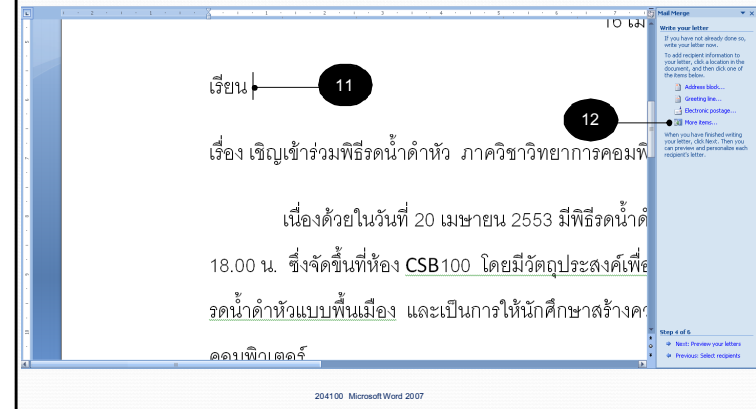 Mail Merge
16 เม
Write your letter
If you have not already done so,
write your letter now.
To add recipient information to
your letter, click a location in the
document, and then click one of
the items below.
Address block...
Greeting line...
Electronic postage...
More items...
When you have finished writing
your letter, click Next. Then you
can preview and personalize each
recipient's letter.
เรียน
11
12
เรื่อง เชิญเข้าร่วมพิธีรดน้ำดำหัว ภาควิชาวิทยาการคอมพิ
เนื่องด้วยในวันที่ 20 เมษายน 2553 มีพิธีรดน้ำดำ
18.00 น. ซึ่งจัดขึ้นที่ห้อง CSB100 โดยมีวัตถุประสงค์เพื่อ
รดน้ำดำหัวแบบพื้นเมือง และเป็นการให้นักศึกษาสร้างคว
คอมพิวเตอร์
Step 4 of 6
Next: Preview your letters
Previous: Select recipients
204100 Microsoft Word 2007